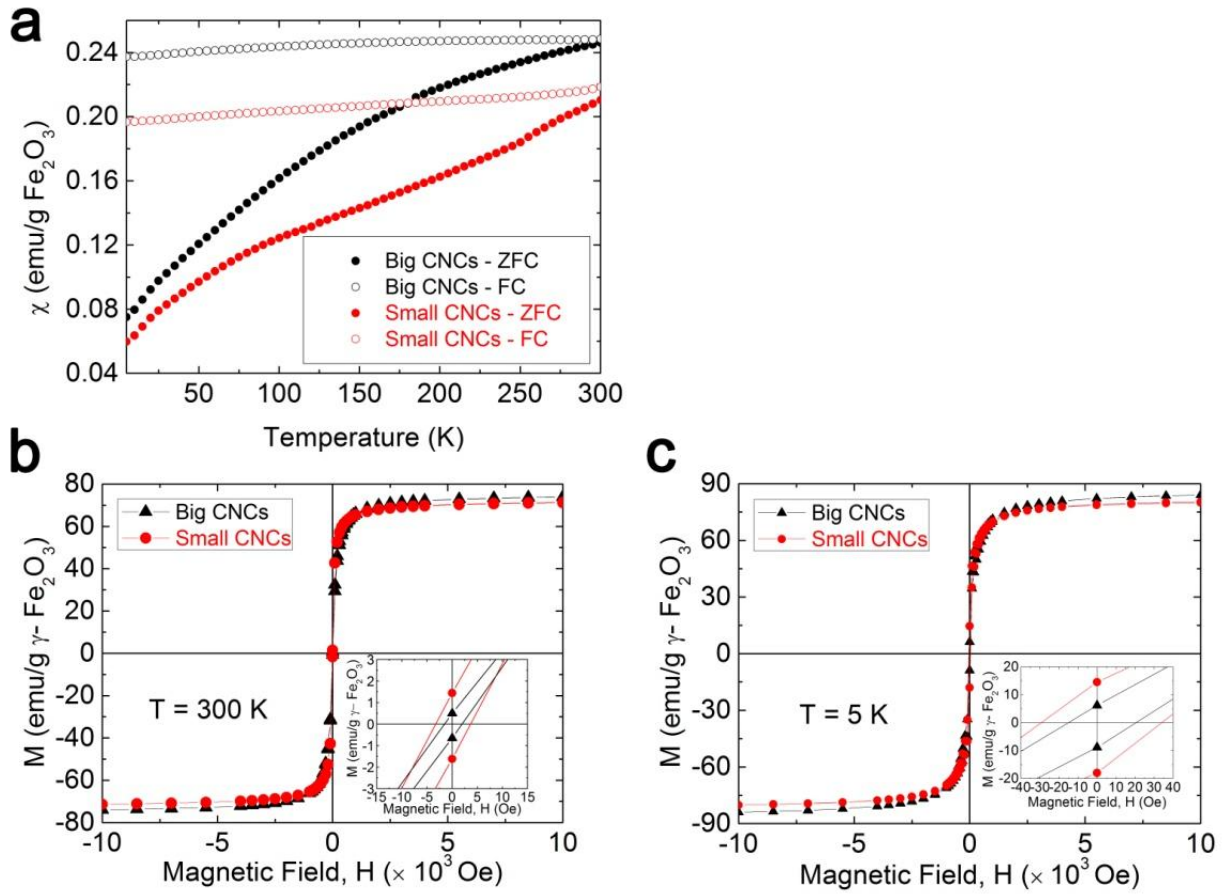 a
0.24
0.20
0.16
0.12
0.08
0.04
χ (emu/g Fe₂O₃)
Big CNCs - ZFC
Big CNCs - FC
Small CNCs - ZFC
Small CNCs - FC
50 100 150 200 250 300
Temperature (K)
b
80
60
40
20
0
-20
-40
-60
-80
M (emu/g γ- Fe₂O₃)
Big CNCs
Small CNCs
T = 300 K
3
2
1
0
-1
-2
-3
M (emu/g γ- Fe₂O₃)
-15 -10 -5 0 5 10 15
Magnetic Field, H (Oe)
-10 -5 0 5 10
Magnetic Field, H (× 10³ Oe)
c
90
60
30
0
-30
-60
-90
M (emu/g γ- Fe₂O₃)
Big CNCs
Small CNCs
T = 5 K
20
10
0
-10
-20
M (emu/g γ- Fe₂O₃)
-40 -30 -20 -10 0 10 20 30 40
Magnetic Field, H (Oe)
-10 -5 0 5 10
Magnetic Field, H (× 10³ Oe)